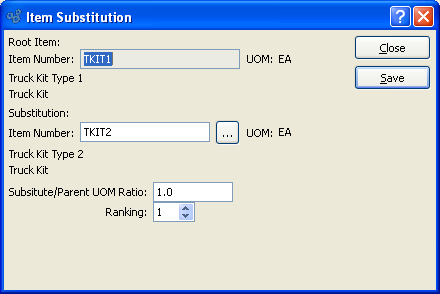 Item Substitution
Root Item:
Item Number: TKIT1 UOM: EA
Close
Truck Kit Type 1
Save
Truck Kit
Substitution:
Item Number: TKIT2 ... UOM: EA
Truck Kit Type 2
Truck Kit
Subsitute/Parent UOM Ratio: 1.0
Ranking: 1